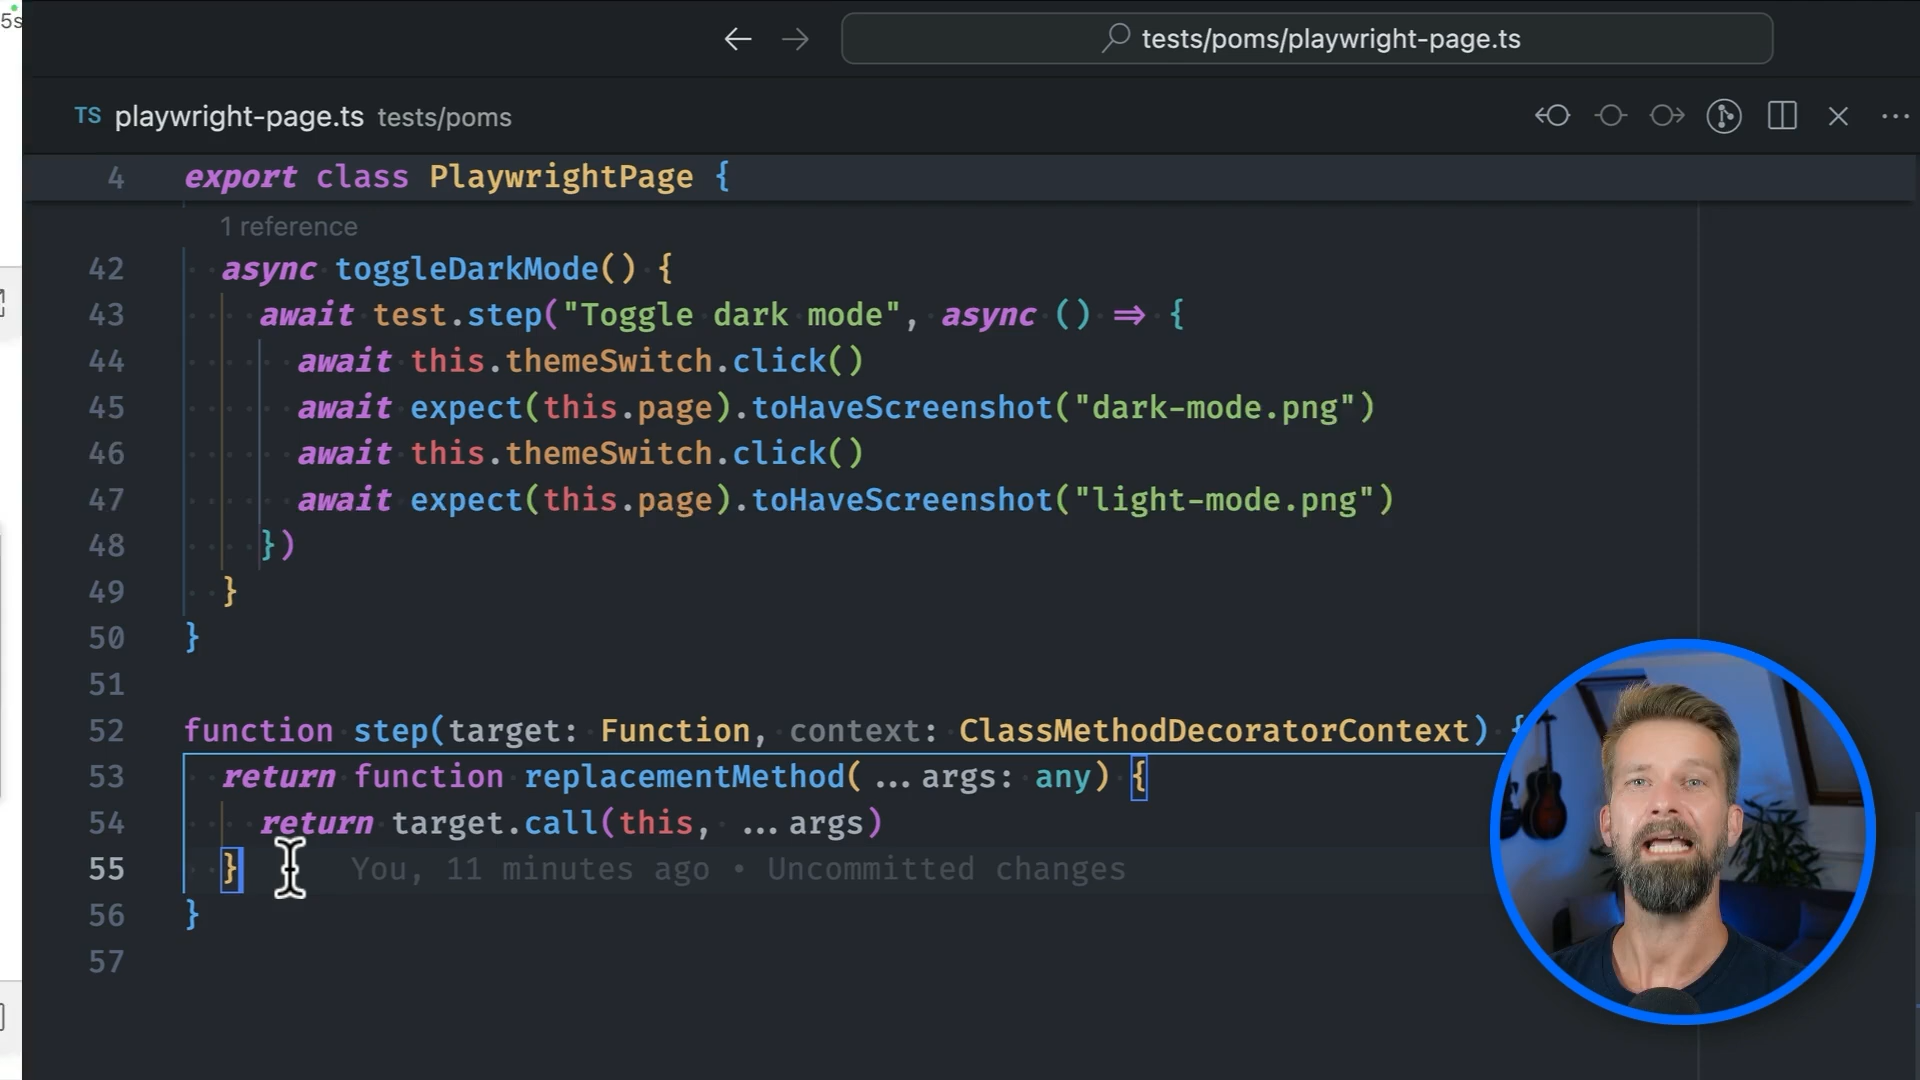 5s
tests/poms/playwright-page.ts
TS playwright-page.ts tests/poms
4 export class PlaywrightPage {
1 reference
42 async toggleDarkMode() {
43 await test.step("Toggle dark mode", async () => {
44 await this.themeSwitch.click()
45 await expect(this.page).toHaveScreenshot("dark-mode.png")
46 await this.themeSwitch.click()
47 await expect(this.page).toHaveScreenshot("light-mode.png")
48 })
49 }
50 }
51
52 function step(target: Function, context: ClassMethodDecoratorContext) {
53 return function replacementMethod(...args: any) {
54 return target.call(this, ...args)
55 } You, 11 minutes ago • Uncommitted changes
56 }
57